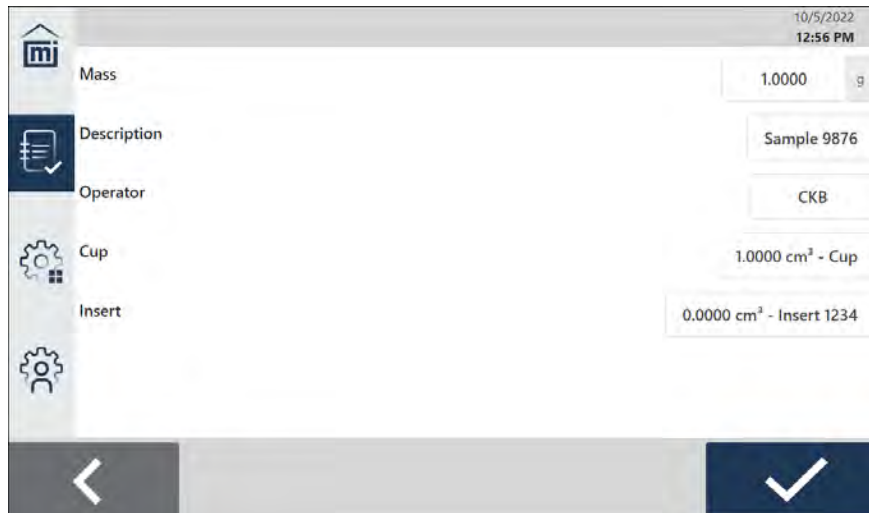 10/5/2022
12:56 PM
mi
Mass
1.0000 g
Description
Sample 9876
Operator
CKB
Cup
1.0000 cm³ - Cup
Insert
0.0000 cm³ - Insert 1234